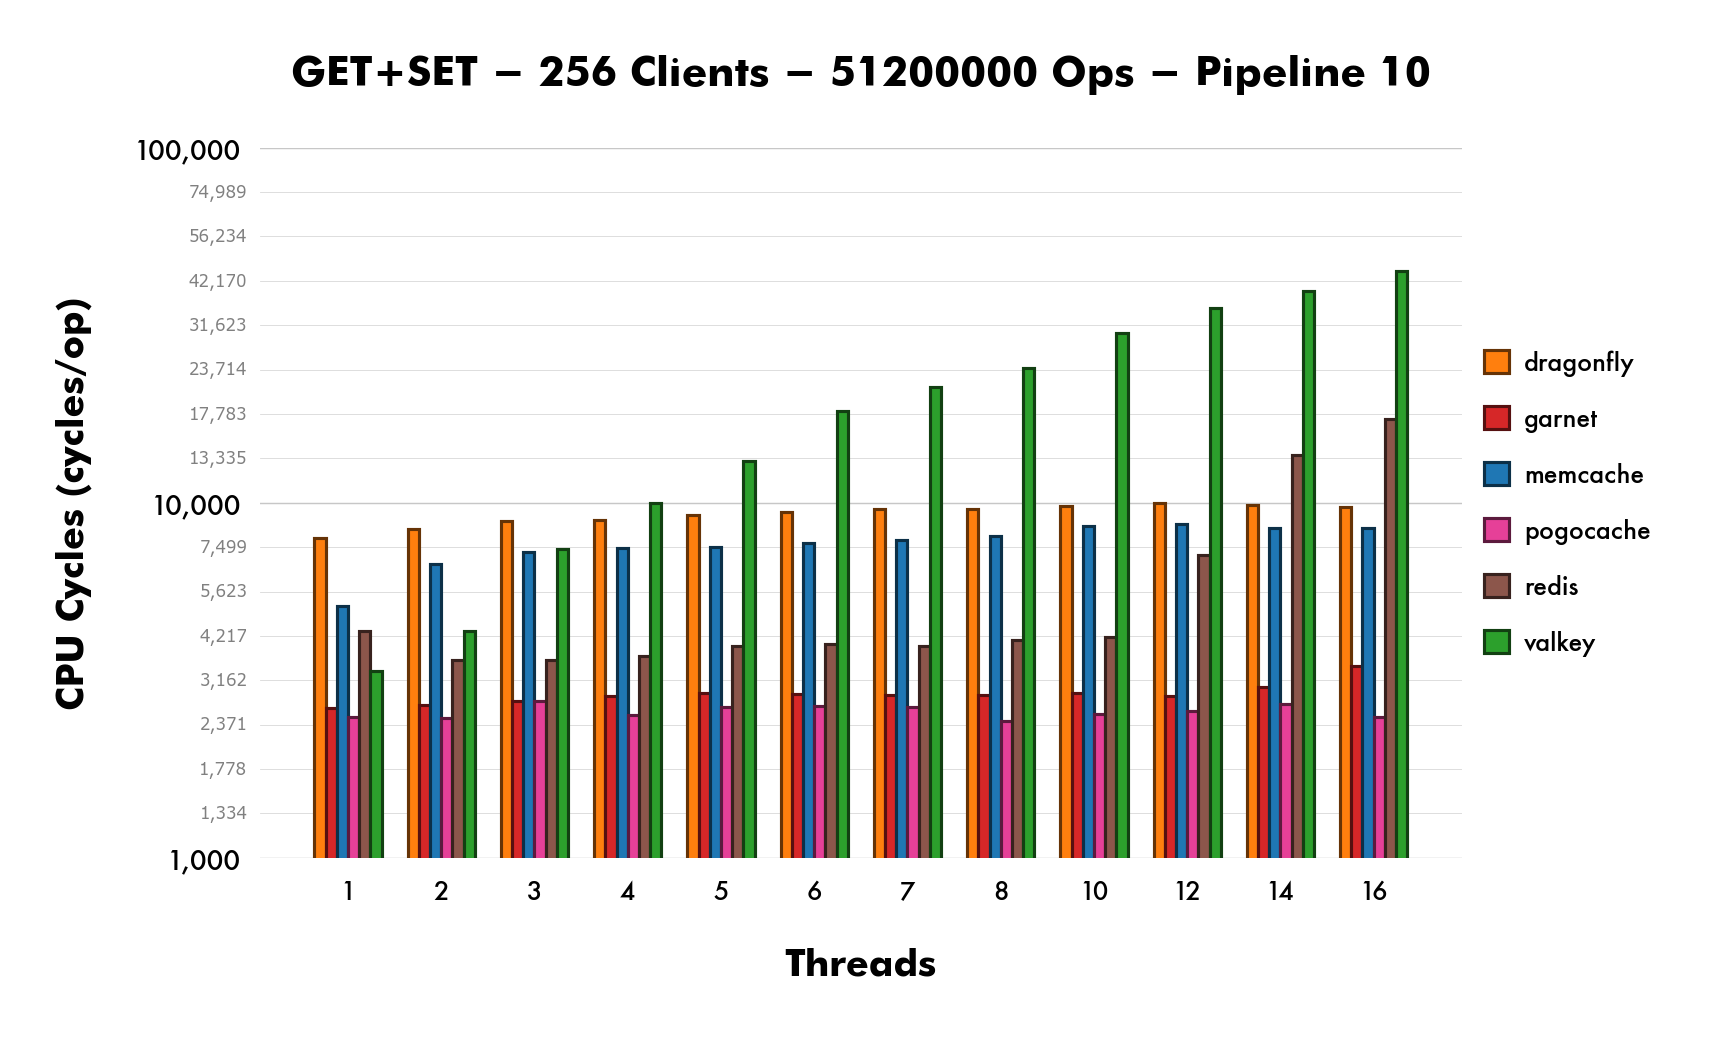 GET+SET – 256 Clients – 51200000 Ops – Pipeline 10
CPU Cycles (cycles/op)
100,000
74,989
56,234
42,170
31,623
23,714
17,783
13,335
10,000
7,499
5,623
4,217
3,162
2,371
1,778
1,334
1,000
1 2 3 4 5 6 7 8 10 12 14 16
Threads
dragonfly
garnet
memcache
pogocache
redis
valkey